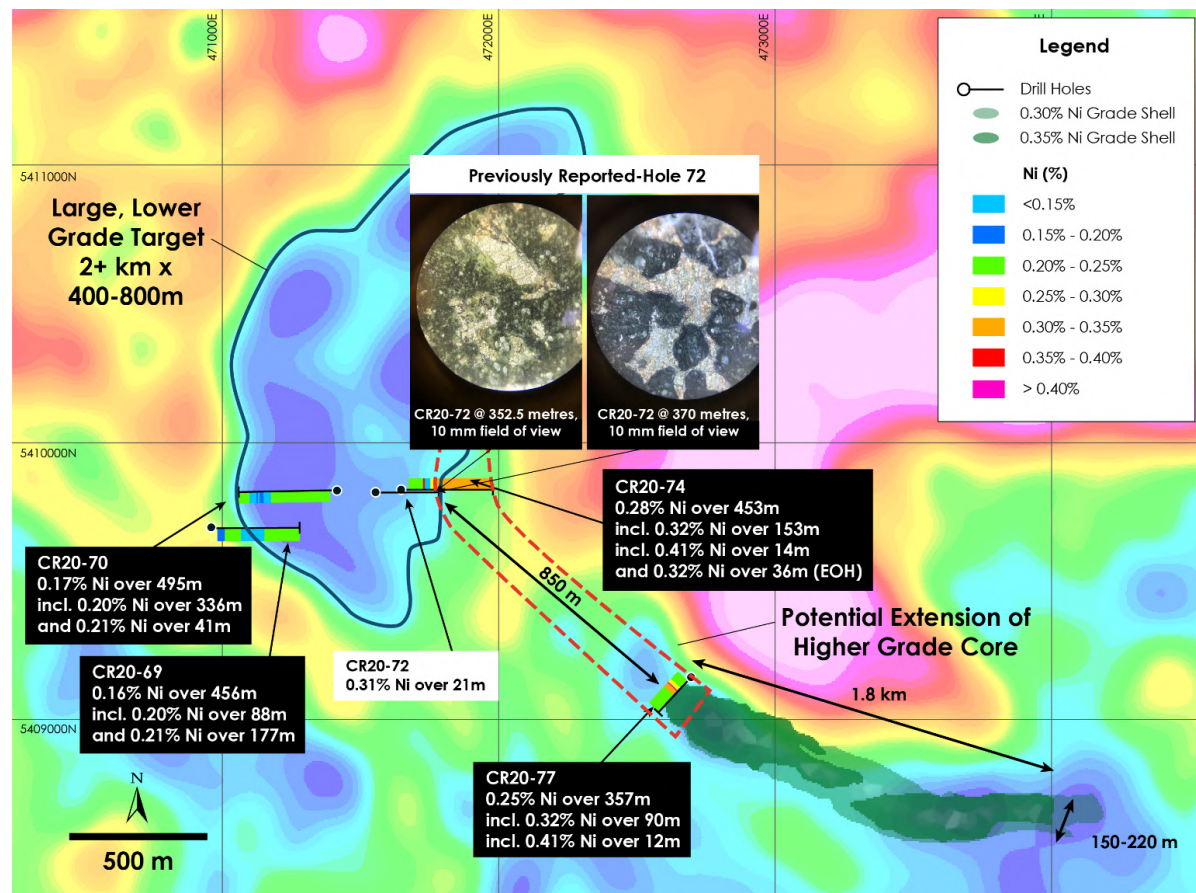 471000E
472000E
473000E
E
Legend
Drill Holes
0.30% Ni Grade Shell
0.35% Ni Grade Shell
Ni (%)
<0.15%
0.15% - 0.20%
0.20% - 0.25%
0.25% - 0.30%
0.30% - 0.35%
0.35% - 0.40%
> 0.40%
5411000N
Large, Lower
Grade Target
2+ km x
400-800m
Previously Reported-Hole 72
CR20-72 @ 352.5 metres,
10 mm field of view
CR20-72 @ 370 metres,
10 mm field of view
5410000N
CR20-74
0.28% Ni over 453m
incl. 0.32% Ni over 153m
incl. 0.41% Ni over 14m
and 0.32% Ni over 36m (EOH)
CR20-70
0.17% Ni over 495m
incl. 0.20% Ni over 336m
and 0.21% Ni over 41m
850 m
Potential Extension of
Higher Grade Core
CR20-69
0.16% Ni over 456m
incl. 0.20% Ni over 88m
and 0.21% Ni over 177m
CR20-72
0.31% Ni over 21m
1.8 km
5409000N
CR20-77
0.25% Ni over 357m
incl. 0.32% Ni over 90m
incl. 0.41% Ni over 12m
N
500 m
150-220 m